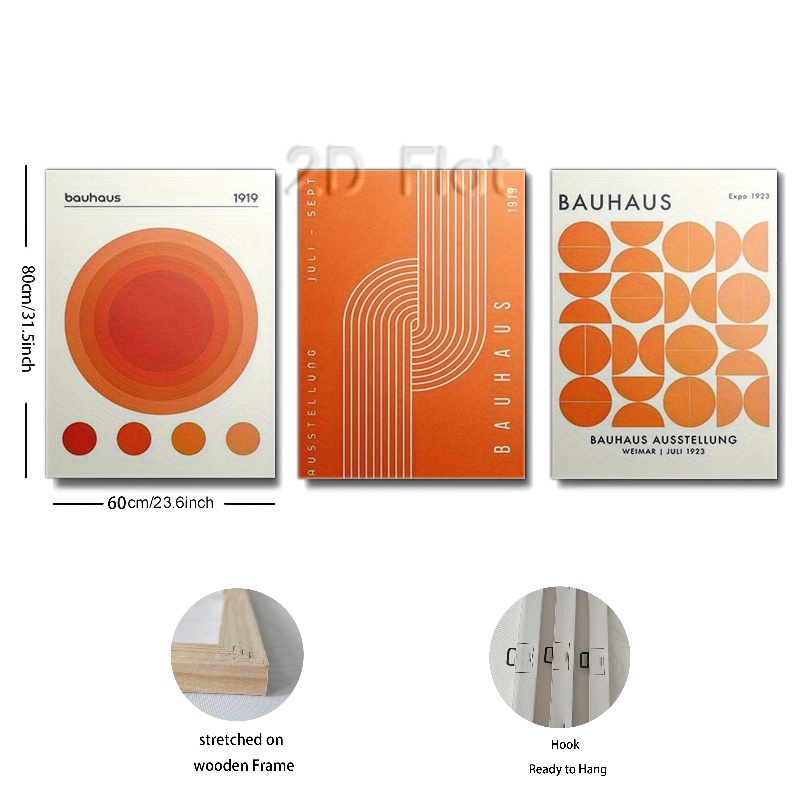 2D Flat
bauhaus 1919
AUSSTELLUNG JULI - SEPT
1919
BAUHAUS
BAUHAUS
Expo 1923
BAUHAUS AUSSTELLUNG
WEIMAR | JULI 1923
80cm/31.5inch
60cm/23.6inch
stretched on
wooden Frame
Hook
Ready to Hang